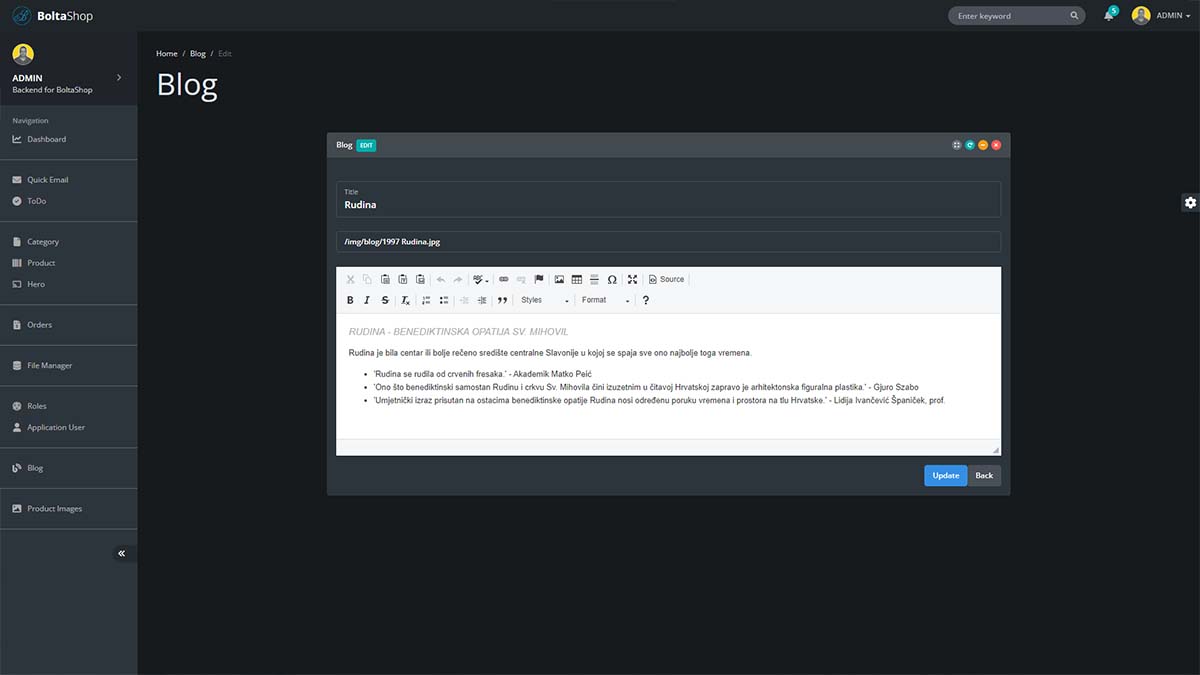 BoltaShop
Enter keyword
5
ADMIN
ADMIN
Backend for BoltaShop
Navigation
Dashboard
Quick Email
ToDo
Category
Product
Hero
Orders
File Manager
Roles
Application User
Blog
Product Images
Home / Blog / Edit
Blog
Blog EDIT
Title
Rudina
/img/blog/1997 Rudina.jpg
Source
B I S Styles Format ?
RUDINA - BENEDIKTINSKA OPATIJA SV. MIHOVIL
Rudina je bila centar ili bolje rečeno središte centralne Slavonije u kojoj se spaja sve ono najbolje toga vremena.
• 'Rudina se rudila od crvenih fresaka.' - Akademik Matko Peić
• 'Ono što benediktinski samostan Rudinu i crkvu Sv. Mihovila čini izuzetnim u čitavoj Hrvatskoj zapravo je arhitektonska figuralna plastika.' - Gjuro Szabo
• 'Umjetnički izraz prisutan na ostacima benediktinske opatije Rudina nosi određenu poruku vremena i prostora na tlu Hrvatske.' - Lidija Ivančević Španiček, prof.
Update Back